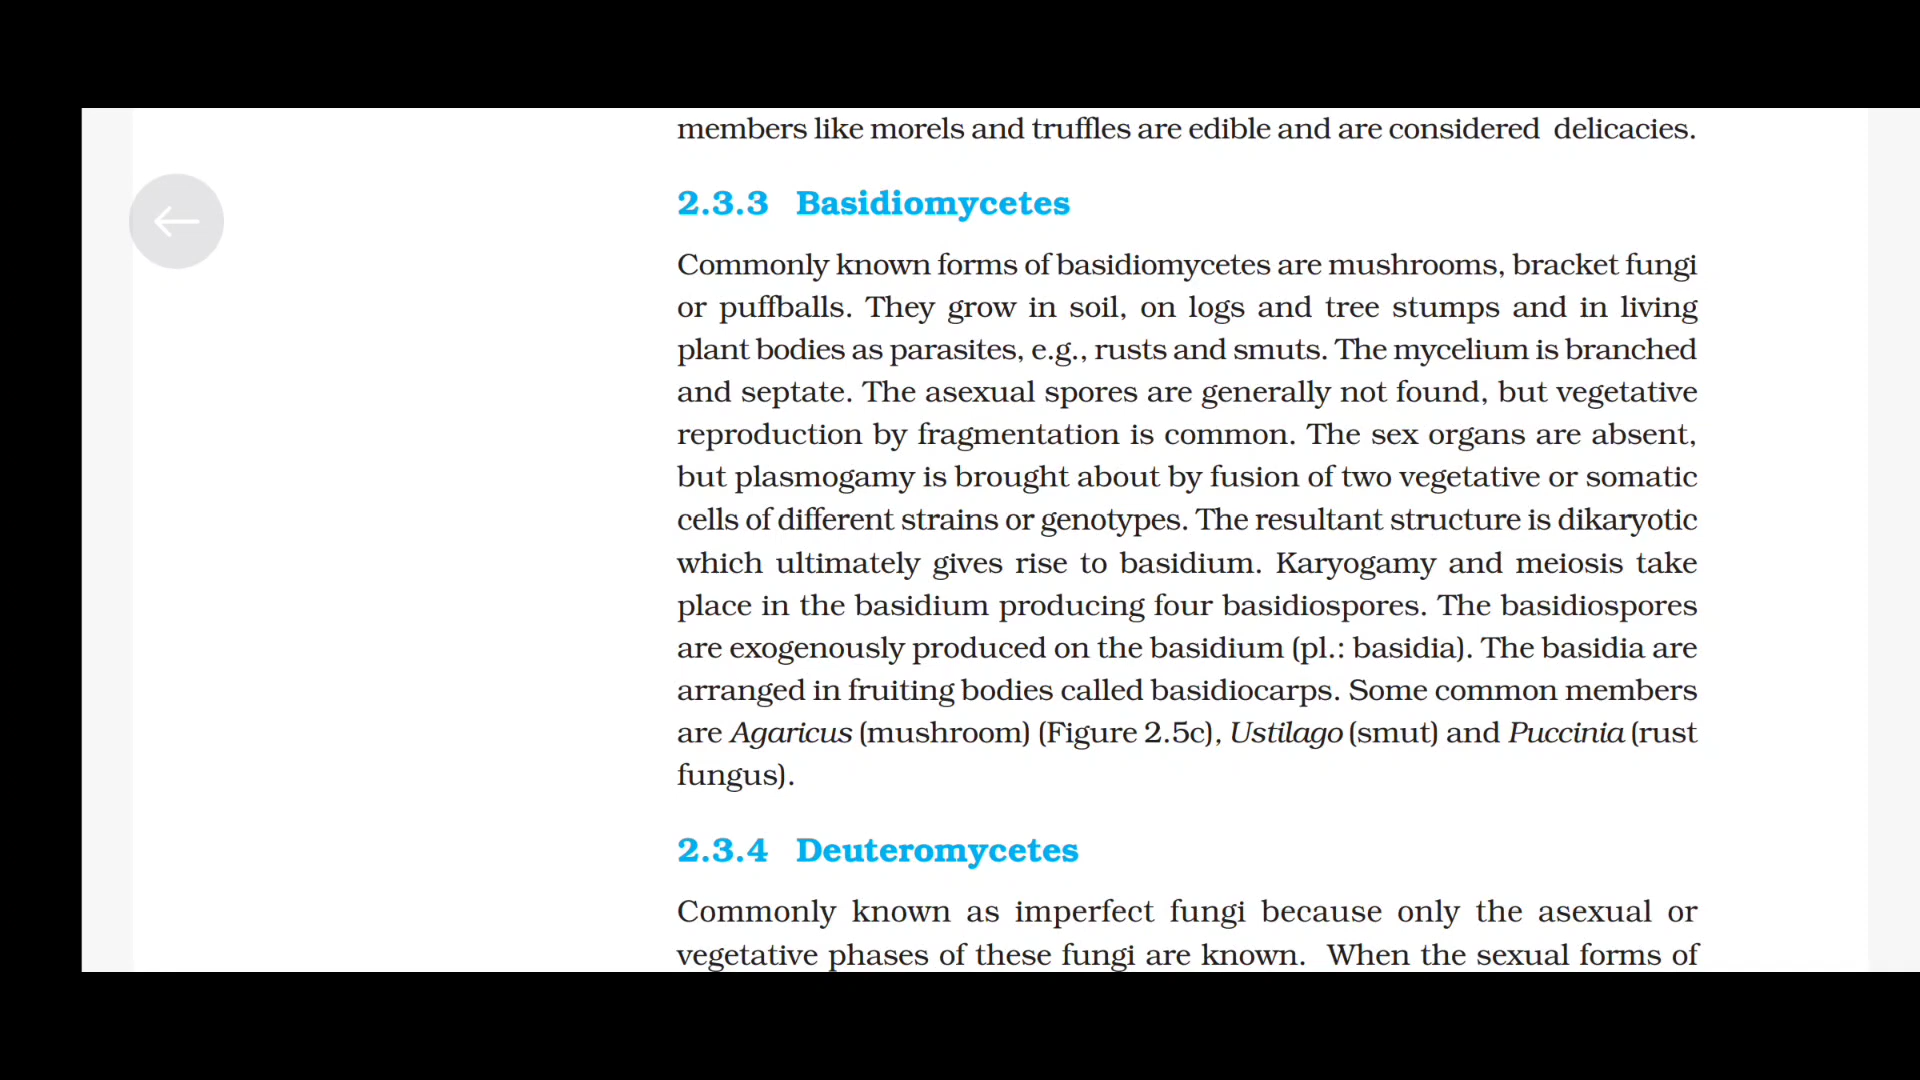 members like morels and truffles are edible and are considered delicacies.
2.3.3 Basidiomycetes
Commonly known forms of basidiomycetes are mushrooms, bracket fungi
or puffballs. They grow in soil, on logs and tree stumps and in living
plant bodies as parasites, e.g., rusts and smuts. The mycelium is branched
and septate. The asexual spores are generally not found, but vegetative
reproduction by fragmentation is common. The sex organs are absent,
but plasmogamy is brought about by fusion of two vegetative or somatic
cells of different strains or genotypes. The resultant structure is dikaryotic
which ultimately gives rise to basidium. Karyogamy and meiosis take
place in the basidium producing four basidiospores. The basidiospores
are exogenously produced on the basidium (pl.: basidia). The basidia are
arranged in fruiting bodies called basidiocarps. Some common members
are Agaricus (mushroom) (Figure 2.5c), Ustilago (smut) and Puccinia (rust
fungus).
2.3.4 Deuteromycetes
Commonly known as imperfect fungi because only the asexual or
vegetative phases of these fungi are known. When the sexual forms of